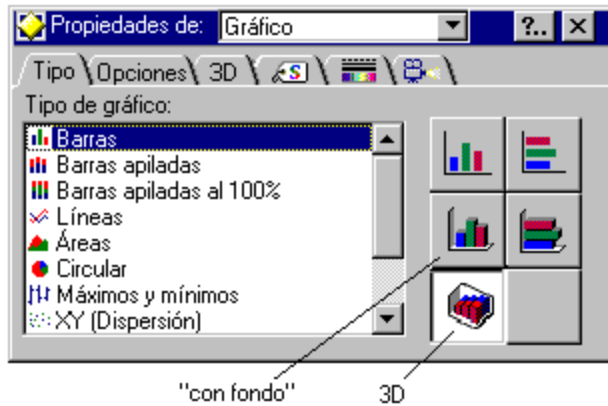 Propiedades de: Gráfico ?..
Tipo Opciones 3D S
Tipo de gráfico:
Barras
Barras apiladas
Barras apiladas al 100%
Líneas
Áreas
Circular
Máximos y mínimos
XY (Dispersión)
"con fondo" 3D